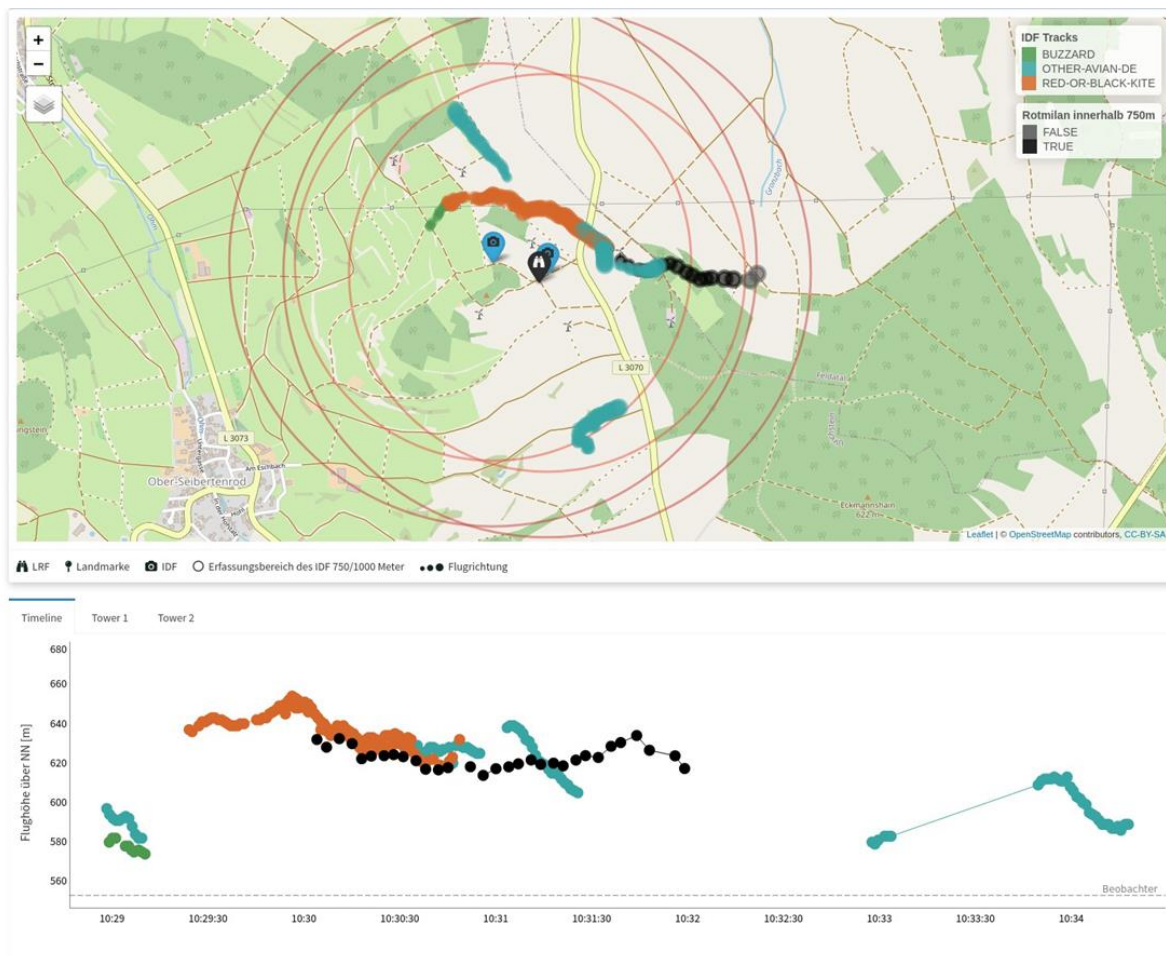 +
−
IDF Tracks
BUZZARD
OTHER-AVIAN-DE
RED-OR-BLACK-KITE
Rotmilan innerhalb 750m
FALSE
TRUE
L 3070
L 3073
Am Eschbach
Ober-Seibertenrod
Eckmannshain
622 m
Leaflet | © OpenStreetMap contributors, CC-BY-SA
LRF Landmarke IDF Erfassungsbereich des IDF 750/1000 Meter Flugrichtung
Timeline Tower 1 Tower 2
Flughöhe über NN [m]
680
660
640
620
600
580
560
Beobachter
10:29 10:29:30 10:30 10:30:30 10:31 10:31:30 10:32 10:32:30 10:33 10:33:30 10:34